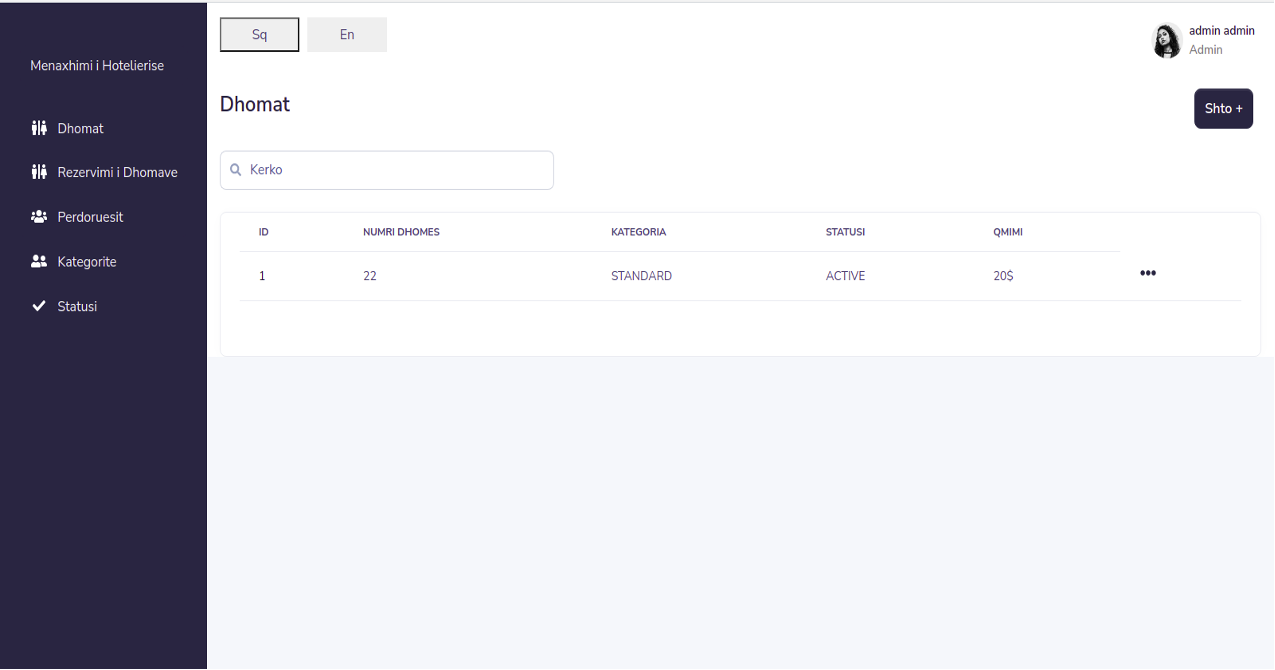 Menaxhimi i Hotelierise
Dhomat
Rezervimi i Dhomave
Perdoruesit
Kategorite
Statusi
Sq En
admin admin
Admin
Dhomat
Shto +
Kerko
ID NUMRI DHOMES KATEGORIA STATUSI QMIMI
1 22 STANDARD ACTIVE 20$